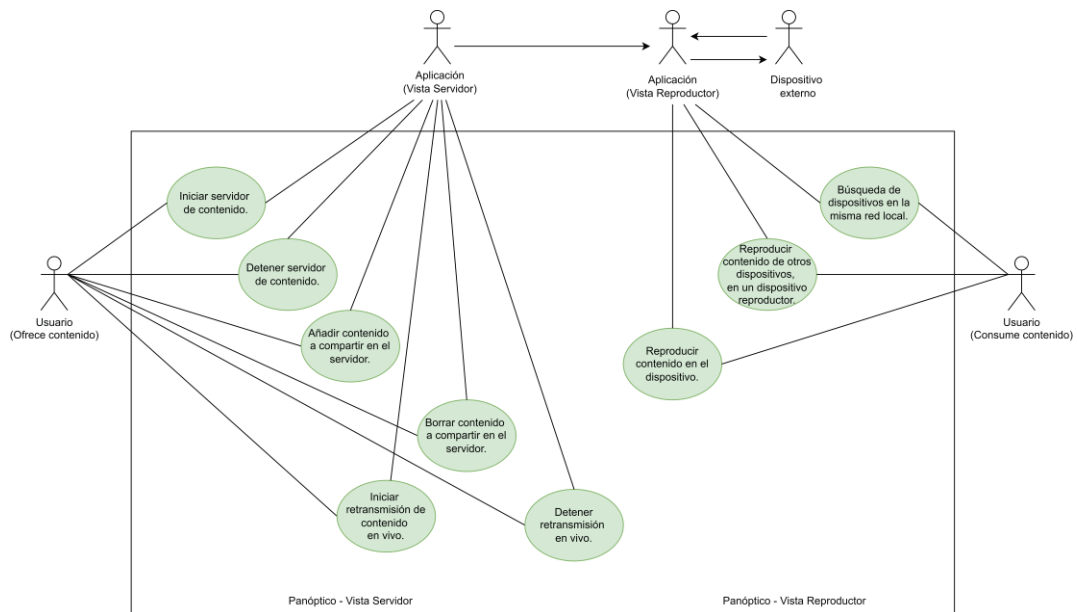 Aplicación
(Vista Servidor)
Aplicación
(Vista Reproductor)
Dispositivo
externo
Iniciar servidor
de contenido.
Búsqueda de
dispositivos en la
misma red local.
Detener servidor
de contenido.
Reproducir
contenido de otros
dispositivos,
en un dispositivo
reproductor.
Usuario
(Ofrece contenido)
Usuario
(Consume contenido)
Añadir contenido
a compartir en el
servidor.
Reproducir
contenido en el
dispositivo.
Borrar contenido
a compartir en el
servidor.
Iniciar
retransmisión de
contenido
en vivo.
Detener
retransmisión
en vivo.
Panóptico - Vista Servidor
Panóptico - Vista Reproductor